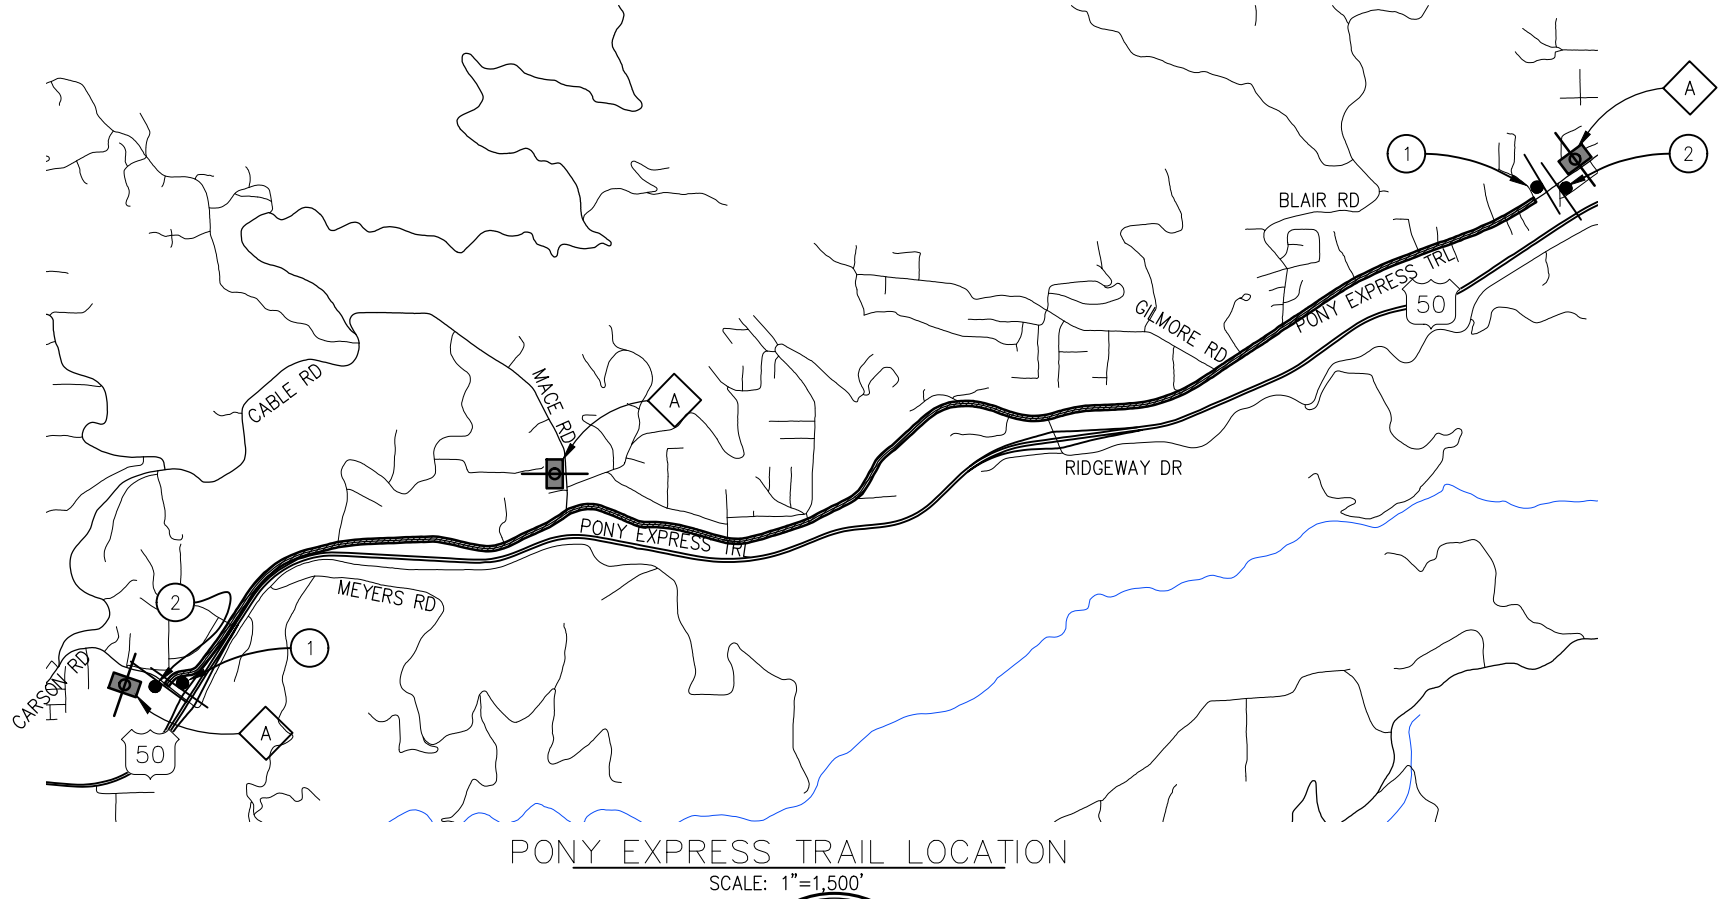 A
1
2
BLAIR RD
PONY EXPRESS TRL
50
GILMORE RD
CABLE RD
MACE RD
A
RIDGEWAY DR
PONY EXPRESS TRL
MEYERS RD
2
1
CARSON RD
A
50
PONY EXPRESS TRAIL LOCATION
SCALE: 1"=1,500'